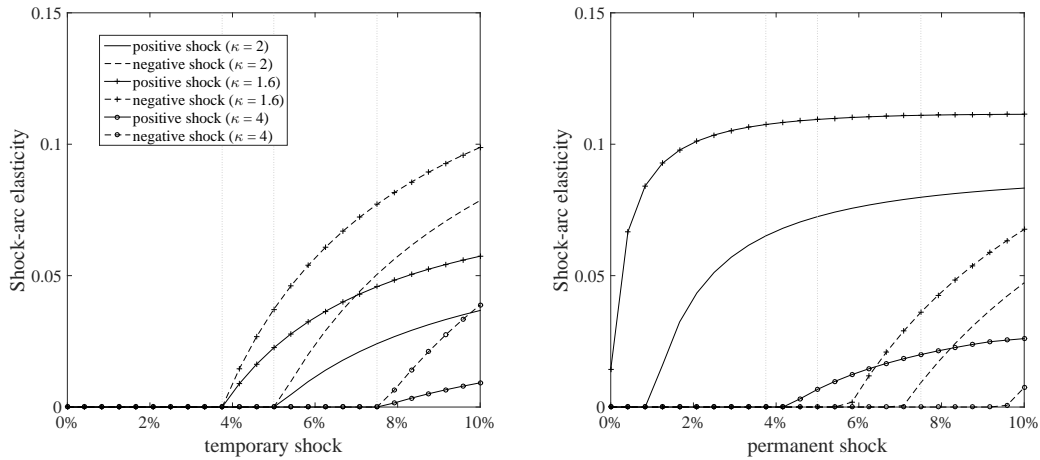 0.15
0.1
0.05
0
Shock-arc elasticity
positive shock (κ = 2)
negative shock (κ = 2)
positive shock (κ = 1.6)
negative shock (κ = 1.6)
positive shock (κ = 4)
negative shock (κ = 4)
0% 2% 4% 6% 8% 10%
temporary shock
0.15
0.1
0.05
0
Shock-arc elasticity
0% 2% 4% 6% 8% 10%
permanent shock